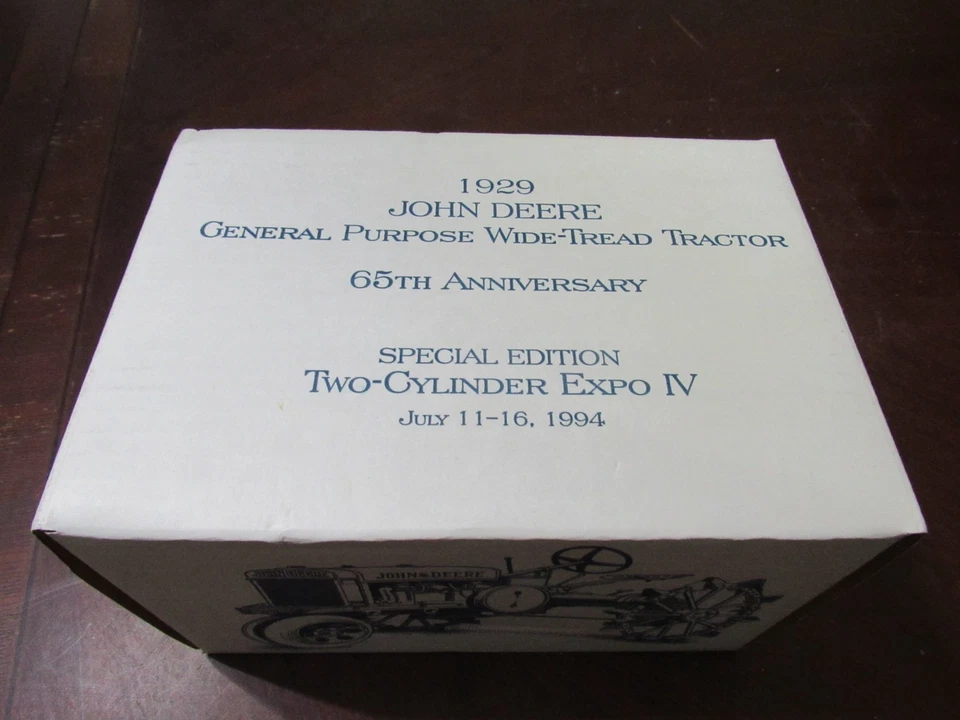 1929
JOHN DEERE
GENERAL PURPOSE WIDE-TREAD TRACTOR
65TH ANNIVERSARY
SPECIAL EDITION
TWO-CYLINDER EXPO IV
JULY 11-16, 1994
JOHN DEERE